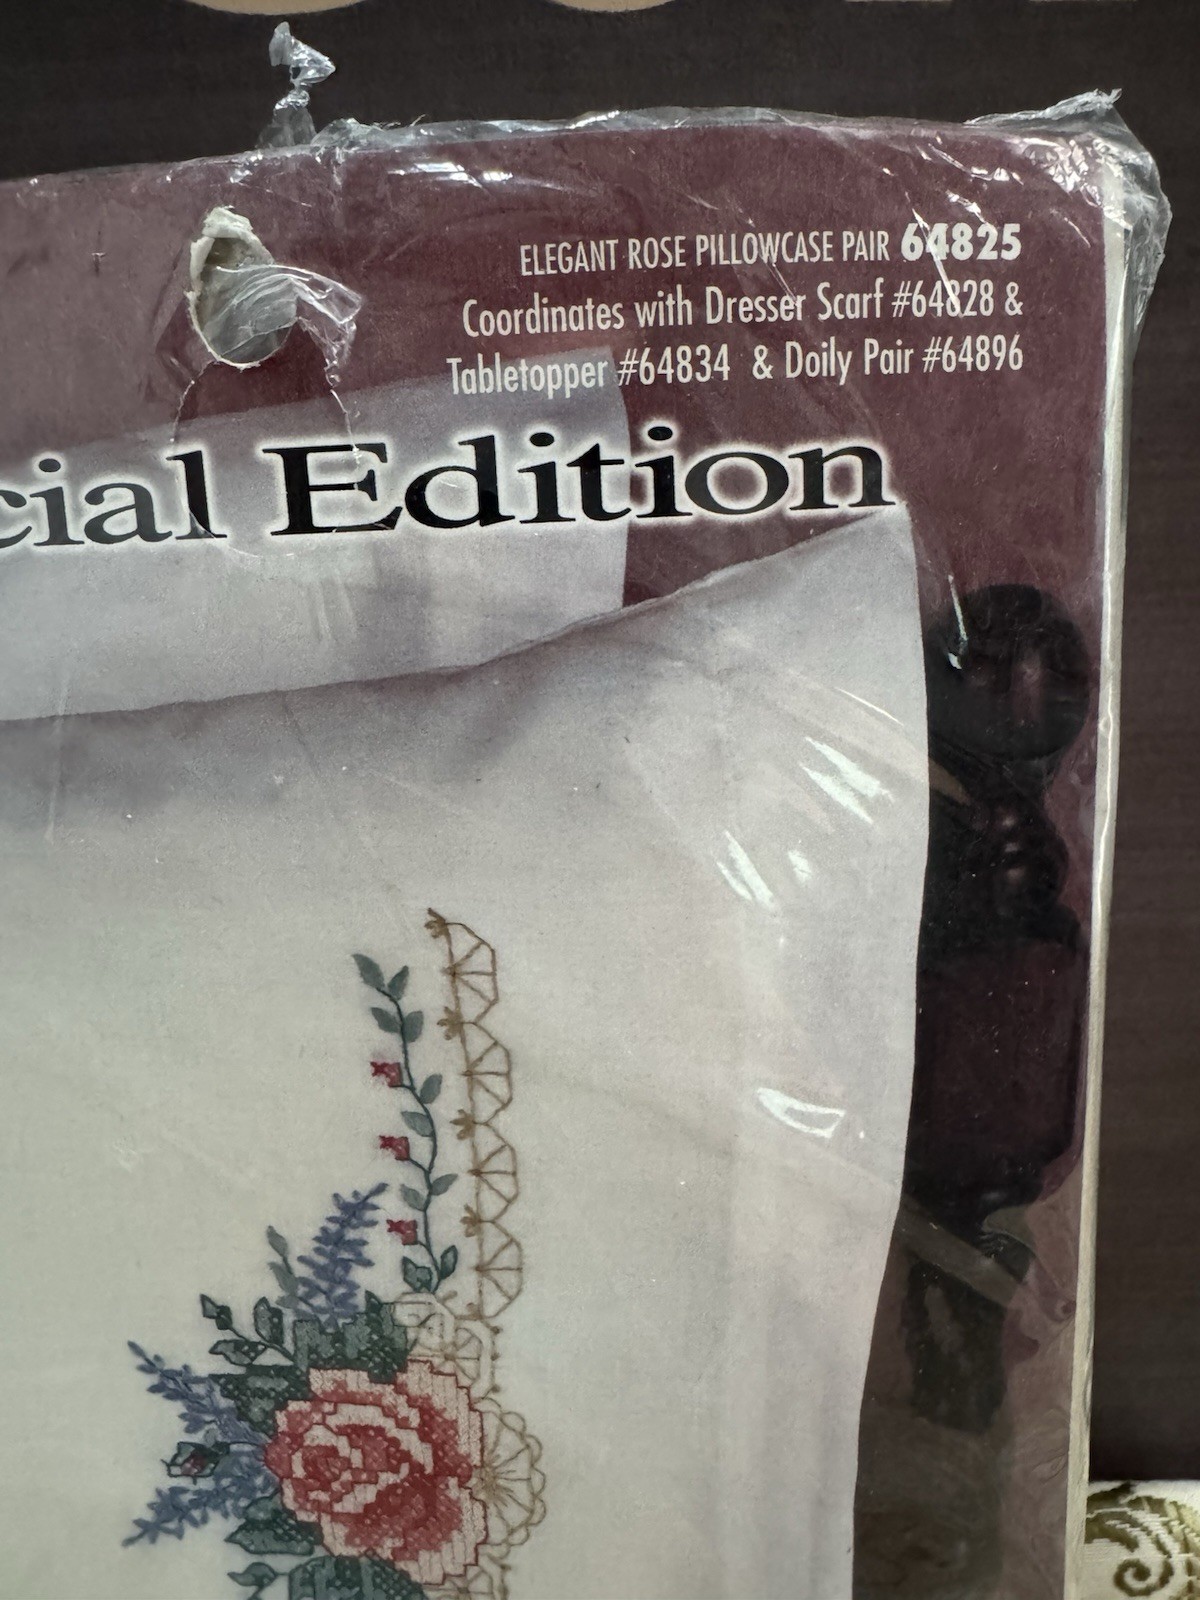 ELEGANT ROSE PILLOWCASE PAIR 64825
Coordinates with Dresser Scarf #64828 &
Tabletopper #64834 & Doily Pair #64896
cial Edition